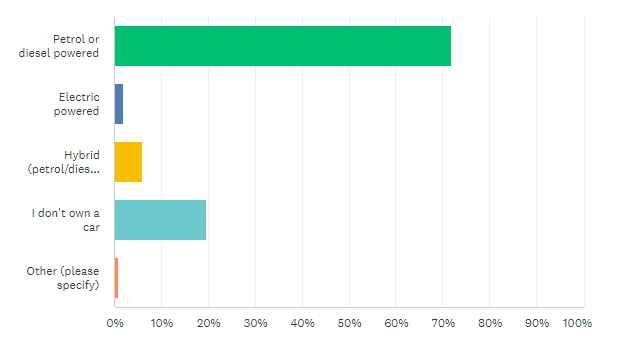 Petrol or
diesel powered
Electric
powered
Hybrid
(petrol/dies...
I don't own a
car
Other (please
specify)
0% 10% 20% 30% 40% 50% 60% 70% 80% 90% 100%